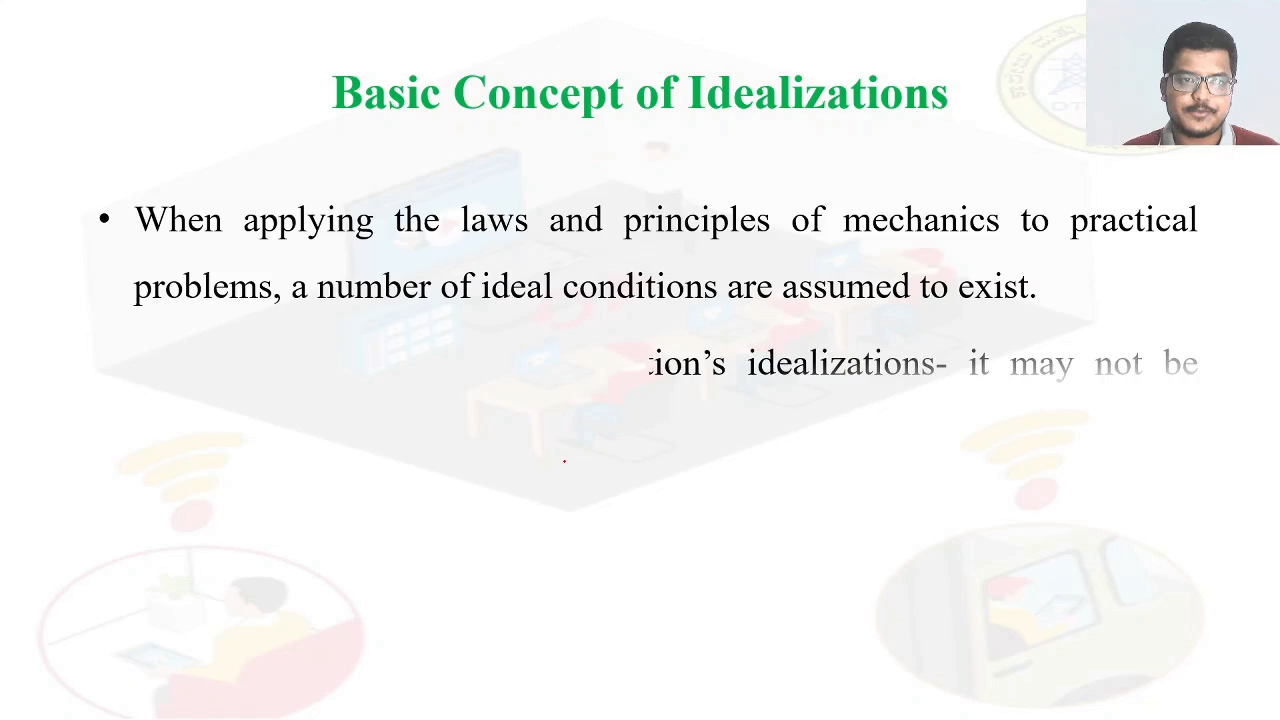 Basic Concept of Idealizations
• When applying the laws and principles of mechanics to practical
problems, a number of ideal conditions are assumed to exist.
tion’s idealizations- it may not be